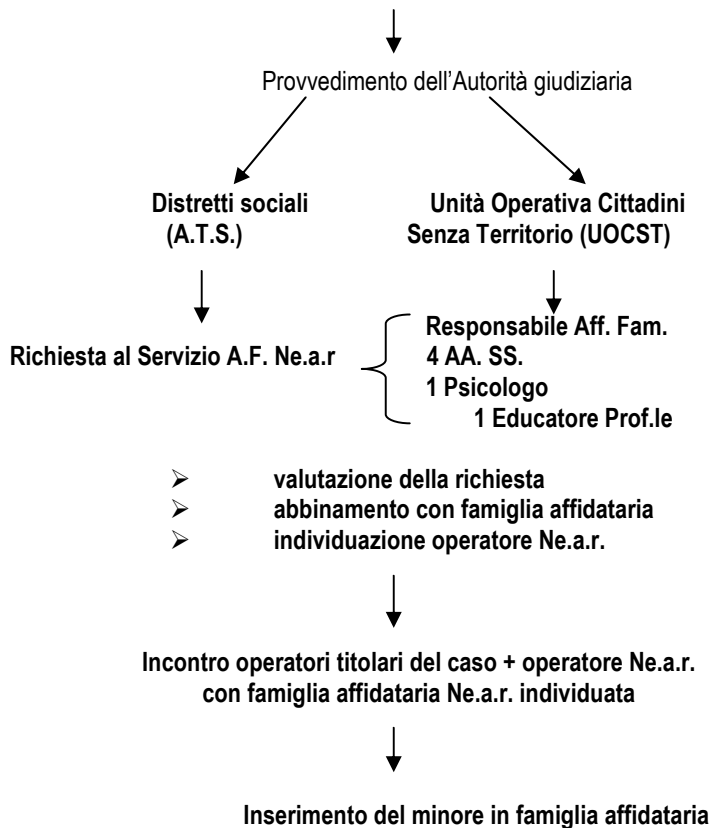 Provvedimento dell'Autorità giudiziaria
Distretti sociali
(A.T.S.)
Unità Operativa Cittadini
Senza Territorio (UOCST)
Richiesta al Servizio A.F. Ne.a.r
Responsabile Aff. Fam.
4 AA. SS.
1 Psicologo
1 Educatore Prof.le
➢ valutazione della richiesta
➢ abbinamento con famiglia affidataria
➢ individuazione operatore Ne.a.r.
Incontro operatori titolari del caso + operatore Ne.a.r.
con famiglia affidataria Ne.a.r. individuata
Inserimento del minore in famiglia affidataria